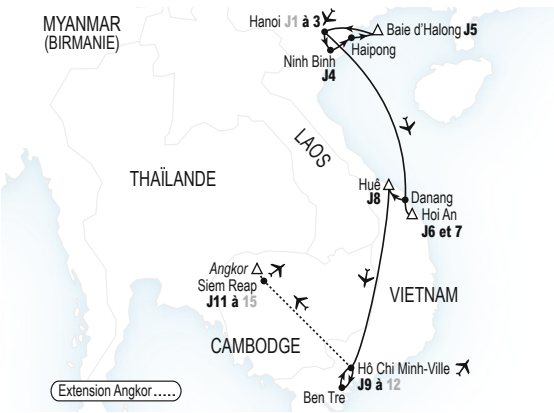 MYANMAR
(BIRMANIE)
Hanoi J1 à 3
Baie d’Halong J5
Haipong
Ninh Binh
J4
LAOS
THAÏLANDE
Huê
J8
Danang
Hoi An
J6 et 7
Angkor
Siem Reap
J11 à 15
VIETNAM
CAMBODGE
Hô Chi Minh-Ville
J9 à 12
Ben Tre
Extension Angkor.....